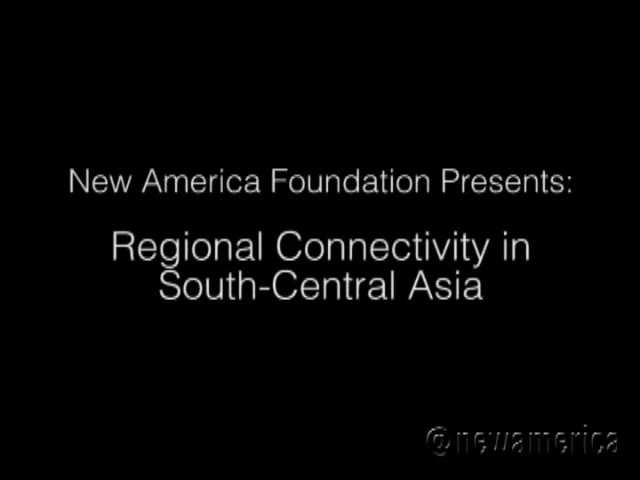 New America Foundation Presents:
Regional Connectivity in
South-Central Asia
@newamerica